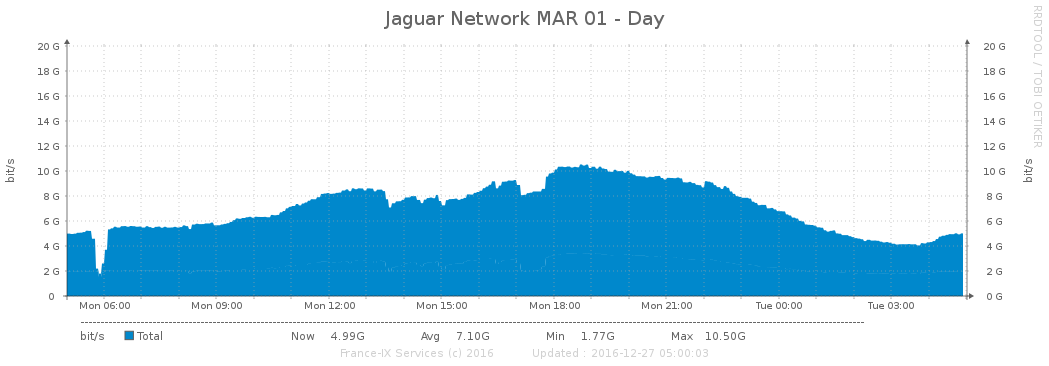 Jaguar Network MAR 01 - Day
RRDTOOL / TOBI OETIKER
20 G 20 G
18 G 18 G
16 G 16 G
14 G 14 G
12 G 12 G
10 G 10 G
8 G 8 G
6 G 6 G
4 G 4 G
2 G 2 G
0 0 G
bit/s
bit/s
Mon 06:00 Mon 09:00 Mon 12:00 Mon 15:00 Mon 18:00 Mon 21:00 Tue 00:00 Tue 03:00
bit/s Total Now 4.99G Avg 7.10G Min 1.77G Max 10.50G
France-IX Services (c) 2016 Updated : 2016-12-27 05:00:03